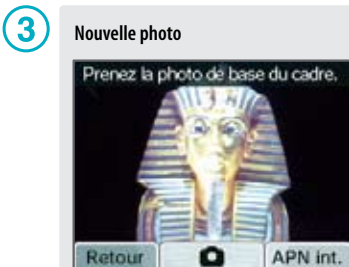 3
Nouvelle photo
Prenez la photo de base du cadre.
Retour
APN int.